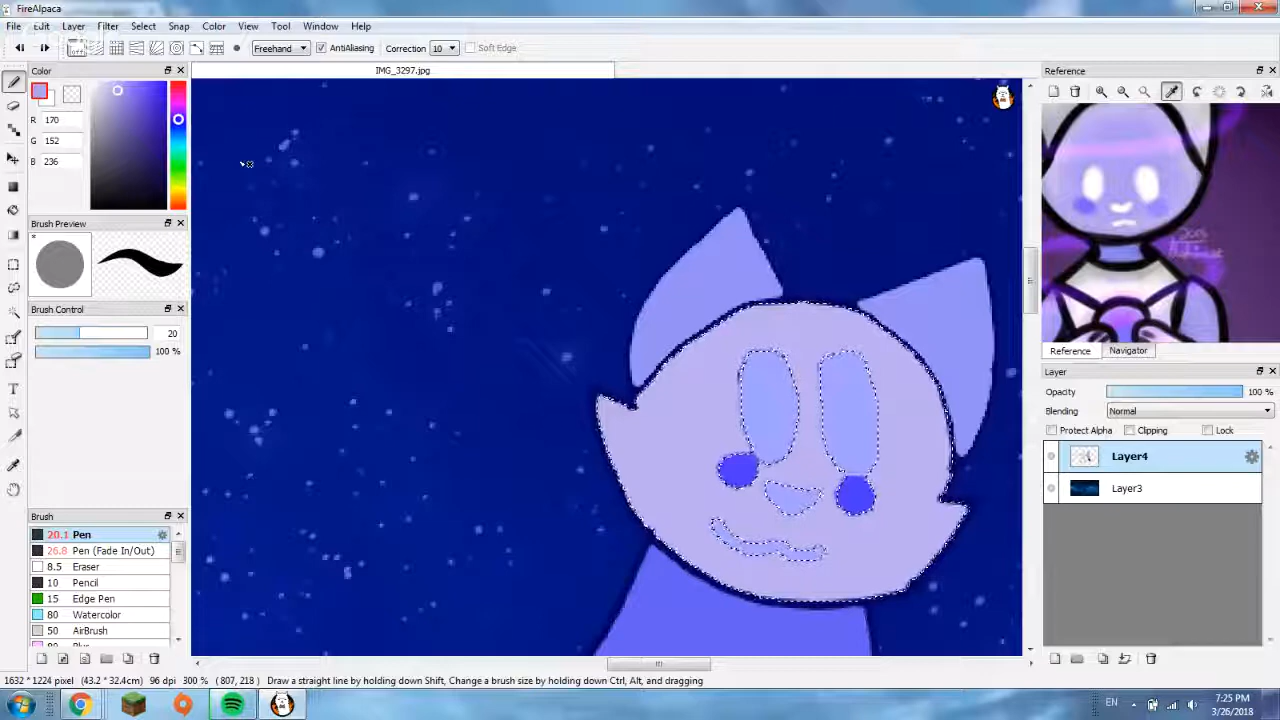 FireAlpaca
File Edit Layer Filter Select Snap Color View Tool Window Help
off Freehand AntiAliasing Correction 10 Soft Edge
Color IMG_3297.jpg Reference
R 170
G 152
B 236
Brush Preview
Brush Control
20
100 %
Reference Navigator
Layer
Opacity 100 %
Blending Normal
Protect Alpha Clipping Lock
Layer4
Layer3
Brush
20.1 Pen
26.8 Pen (Fade In/Out)
8.5 Eraser
10 Pencil
15 Edge Pen
80 Watercolor
50 AirBrush
1632 * 1224 pixel (43.2 * 32.4cm) 96 dpi 300 % (807, 218) Draw a straight line by holding down Shift, Change a brush size by holding down Ctrl, Alt, and dragging
EN 7:25 PM
3/26/2018